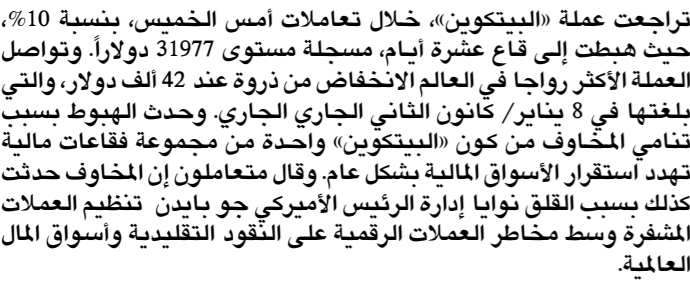 تراجعت عملة «البيتكوين»، خلال تعاملات أمس الخميس، بنسبة 10%،
حيث هبطت إلى قاع عشرة أيام، مسجلة مستوى 31977 دولاراً. وتواصل
العملة الأكثر رواجا في العالم الانخفاض من ذروة عند 42 ألف دولار، والتي
بلغتها في 8 يناير/ كانون الثاني الجاري الجاري. وحدث الهبوط بسبب
تنامي المخاوف من كون «البيتكوين» واحدة من مجموعة فقاعات مالية
تهدد استقرار الأسواق المالية بشكل عام. وقال متعاملون إن المخاوف حدثت
كذلك بسبب القلق نوايا إدارة الرئيس الأميركي جو بايدن تنظيم العملات
المشفرة وسط مخاطر العملات الرقمية على النقود التقليدية وأسواق المال
العالمية.